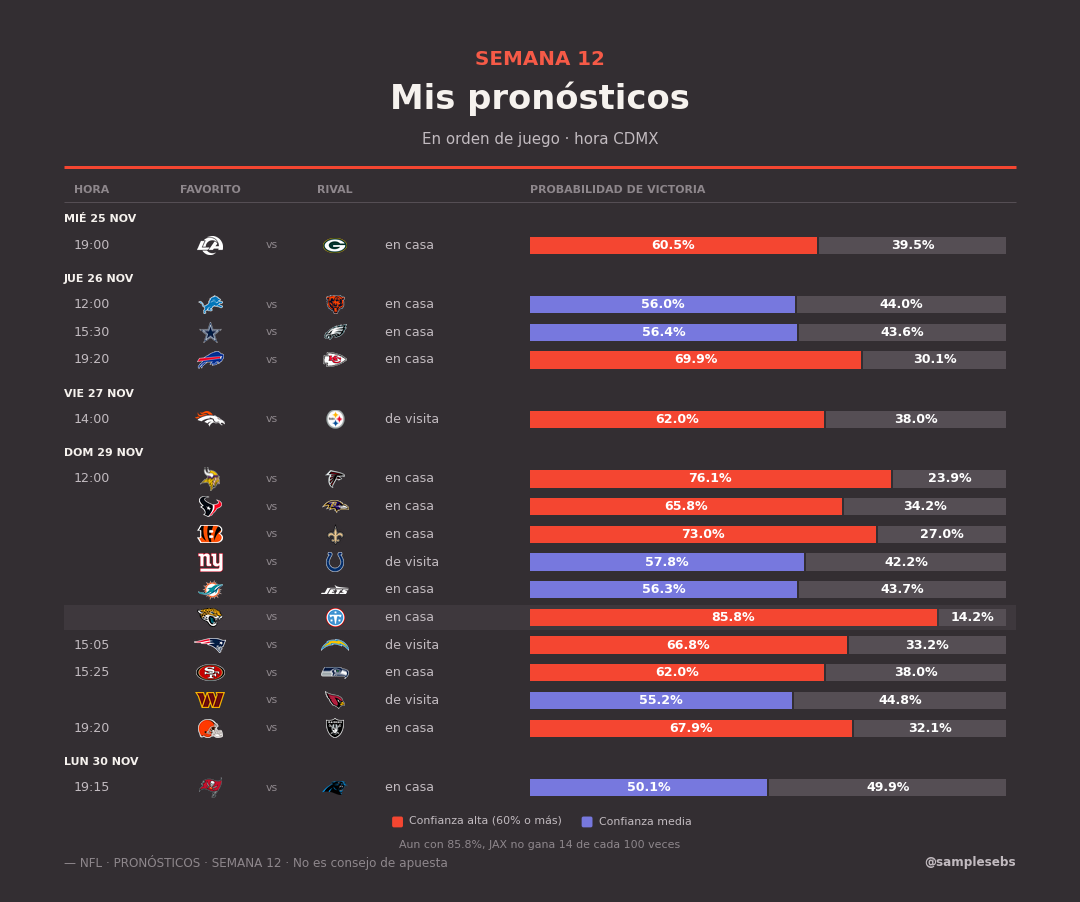 SEMANA 12
Mis pronósticos
En orden de juego · hora CDMX
HORA FAVORITO RIVAL PROBABILIDAD DE VICTORIA
MIÉ 25 NOV
19:00 LA vs G en casa 60.5% 39.5%
JUE 26 NOV
12:00 vs en casa 56.0% 44.0%
15:30 vs en casa 56.4% 43.6%
19:20 vs KC en casa 69.9% 30.1%
VIE 27 NOV
14:00 vs de visita 62.0% 38.0%
DOM 29 NOV
12:00 vs en casa 76.1% 23.9%
vs en casa 65.8% 34.2%
B vs en casa 73.0% 27.0%
ny vs de visita 57.8% 42.2%
vs JETS en casa 56.3% 43.7%
vs T en casa 85.8% 14.2%
15:05 vs de visita 66.8% 33.2%
15:25 SF vs en casa 62.0% 38.0%
W vs de visita 55.2% 44.8%
19:20 vs en casa 67.9% 32.1%
LUN 30 NOV
19:15 vs en casa 50.1% 49.9%
Confianza alta (60% o más) Confianza media
Aun con 85.8%, JAX no gana 14 de cada 100 veces
— NFL · PRONÓSTICOS · SEMANA 12 · No es consejo de apuesta @samplesebs